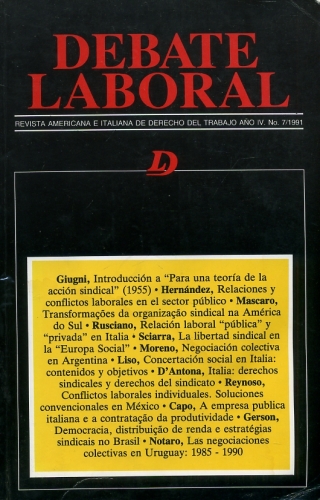 DEBATE
LABORAL
REVISTA AMERICANA E ITALIANA DE DERECHO DEL TRABAJO AÑO IV. No. 7/1991
LD
Giugni, Introducción a “Para una teoría de la
acción sindical” (1955) • Hernández, Relaciones y
conflictos laborales en el sector público • Mascaro,
Transformações da organização sindical na América
do Sul • Rusciano, Relación laboral “pública” y
“privada” en Italia • Sciarra, La libertad sindical en
la “Europa Social” • Moreno, Negociación colectiva
en Argentina • Liso, Concertación social en Italia:
contenidos y objetivos • D’Antona, Italia: derechos
sindicales y derechos del sindicato • Reynoso,
Conflictos laborales individuales. Soluciones
convencionales en México • Capo, A empresa publica
italiana e a contratação da produtividade • Gerson,
Democracia, distribuição de renda e estratégias
sindicais no Brasil • Notaro, Las negociaciones
colectivas en Uruguay: 1985 - 1990